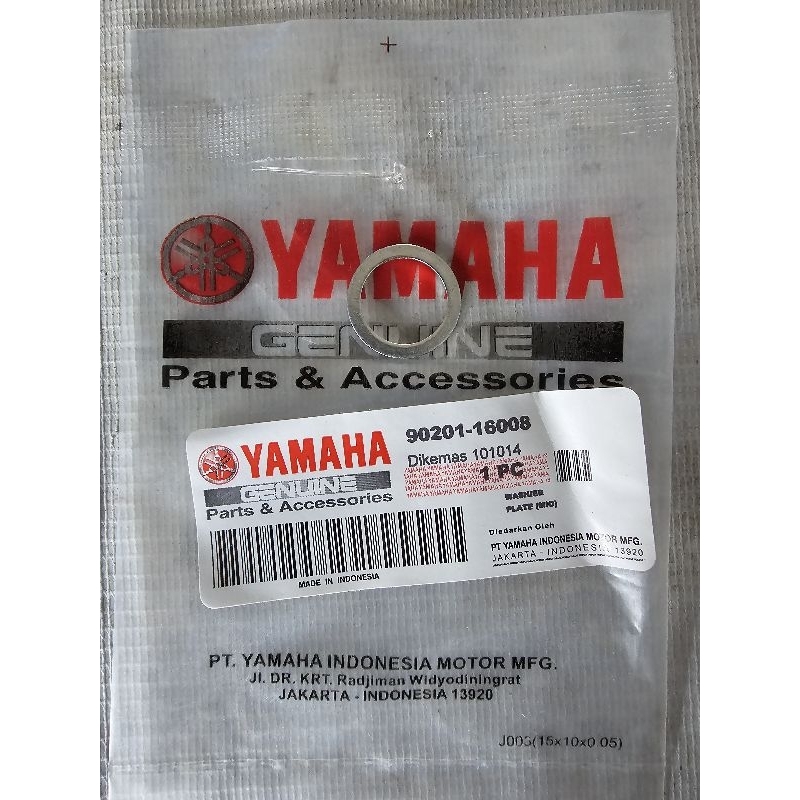 YAMAHA
GENUINE
Parts & Accessories
YAMAHA
GENUINE
Parts & Accessories
90201-16008
Dikemas 101014
1 PC
PLATE (MIO)
Diedarkan Oleh
PT YAMAHA INDONESIA MOTOR MFG.
JAKARTA - INDONESIA 13920
MADE IN INDONESIA
PT. YAMAHA INDONESIA MOTOR MFG.
Jl. DR. KRT. Radjiman Widyodiningrat
JAKARTA - INDONESIA 13920
J003(15x10x0.05)